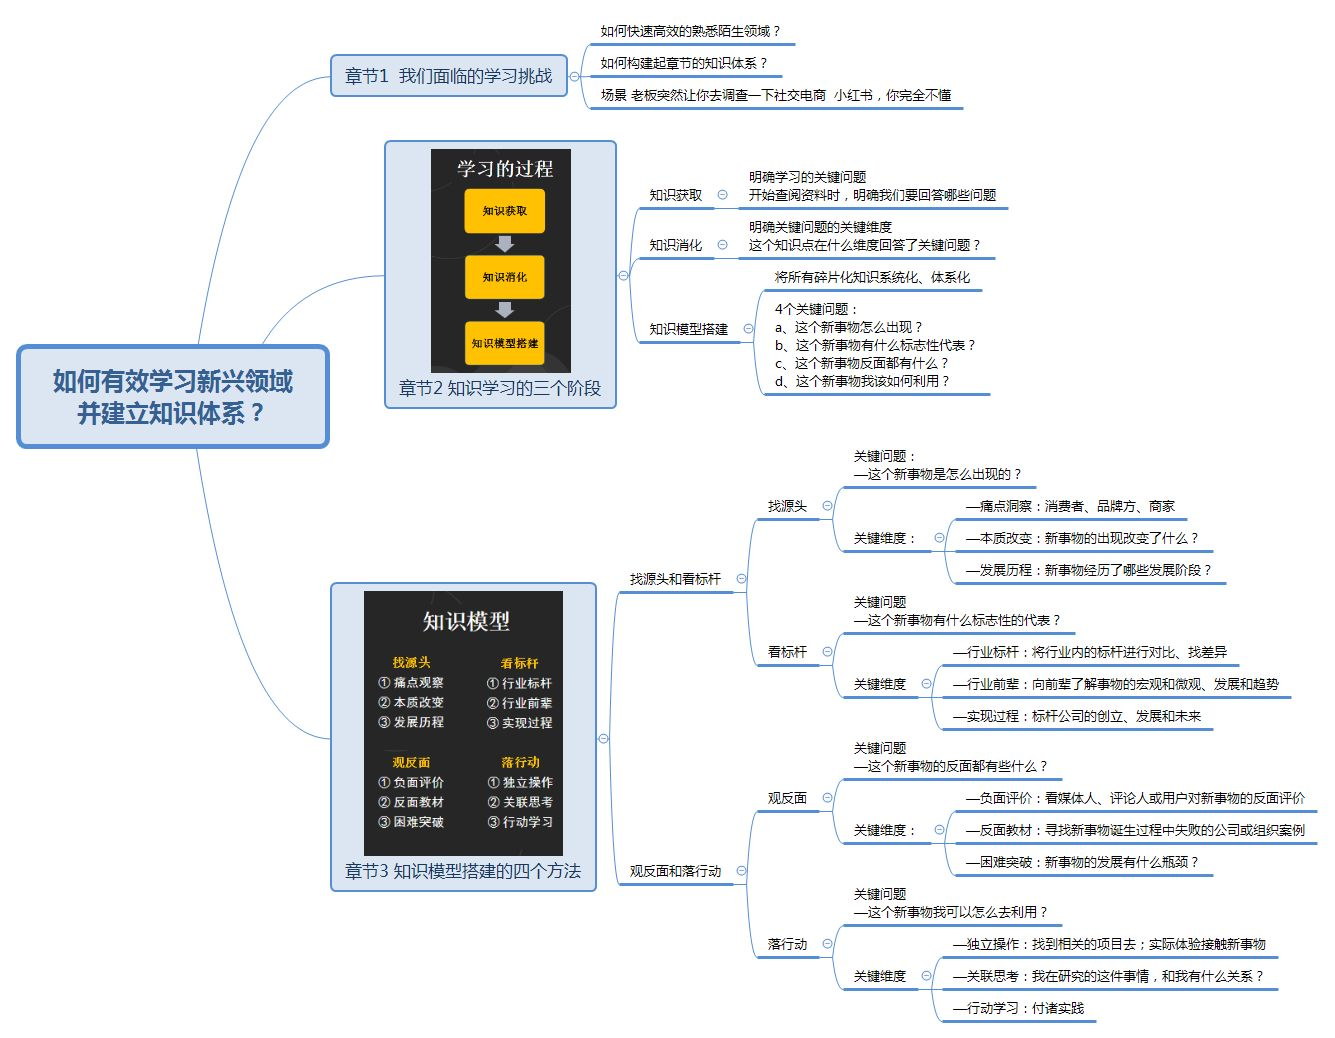 如何有效学习新兴领域
并建立知识体系？
章节1  我们面临的学习挑战
如何快速高效的熟悉陌生领域？
如何构建起章节的知识体系？
场景 老板突然让你去调查一下社交电商  小红书，你完全不懂
学习的过程
知识获取
知识消化
知识模型搭建
章节2 知识学习的三个阶段
知识获取
明确学习的关键问题
开始查阅资料时，明确我们要回答哪些问题
知识消化
明确关键问题的关键维度
这个知识点在什么维度回答了关键问题？
知识模型搭建
将所有碎片化知识系统化、体系化
4个关键问题：
a、这个新事物怎么出现？
b、这个新事物有什么标志性代表？
c、这个新事物反面都有什么？
d、这个新事物我该如何利用？
知识模型
找源头
① 痛点观察
② 本质改变
③ 发展历程
看标杆
① 行业标杆
② 行业前辈
③ 实现过程
观反面
① 负面评价
② 反面教材
③ 困难突破
落行动
① 独立操作
② 关联思考
③ 行动学习
章节3 知识模型搭建的四个方法
找源头和看标杆
找源头
关键问题：
—这个新事物是怎么出现的？
关键维度：
—痛点洞察：消费者、品牌方、商家
—本质改变：新事物的出现改变了什么？
—发展历程：新事物经历了哪些发展阶段？
看标杆
关键问题
—这个新事物有什么标志性的代表？
关键维度
—行业标杆：将行业内的标杆进行对比、找差异
—行业前辈：向前辈了解事物的宏观和微观、发展和趋势
—实现过程：标杆公司的创立、发展和未来
观反面和落行动
观反面
关键问题
—这个新事物的反面都有些什么？
关键维度：
—负面评价：看媒体人、评论人或用户对新事物的反面评价
—反面教材：寻找新事物诞生过程中失败的公司或组织案例
—困难突破：新事物的发展有什么瓶颈？
落行动
关键问题
—这个新事物我可以怎么去利用？
关键维度
—独立操作：找到相关的项目去；实际体验接触新事物
—关联思考：我在研究的这件事情，和我有什么关系？
—行动学习：付诸实践